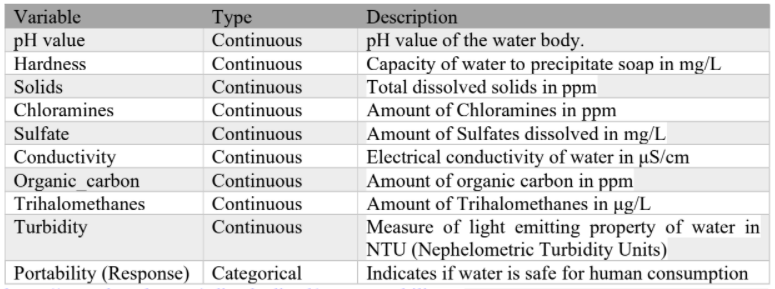 Variable Type Description
pH value Continuous pH value of the water body.
Hardness Continuous Capacity of water to precipitate soap in mg/L
Solids Continuous Total dissolved solids in ppm
Chloramines Continuous Amount of Chloramines in ppm
Sulfate Continuous Amount of Sulfates dissolved in mg/L
Conductivity Continuous Electrical conductivity of water in μS/cm
Organic_carbon Continuous Amount of organic carbon in ppm
Trihalomethanes Continuous Amount of Trihalomethanes in μg/L
Turbidity Continuous Measure of light emitting property of water in
NTU (Nephelometric Turbidity Units)
Portability (Response) Categorical Indicates if water is safe for human consumption